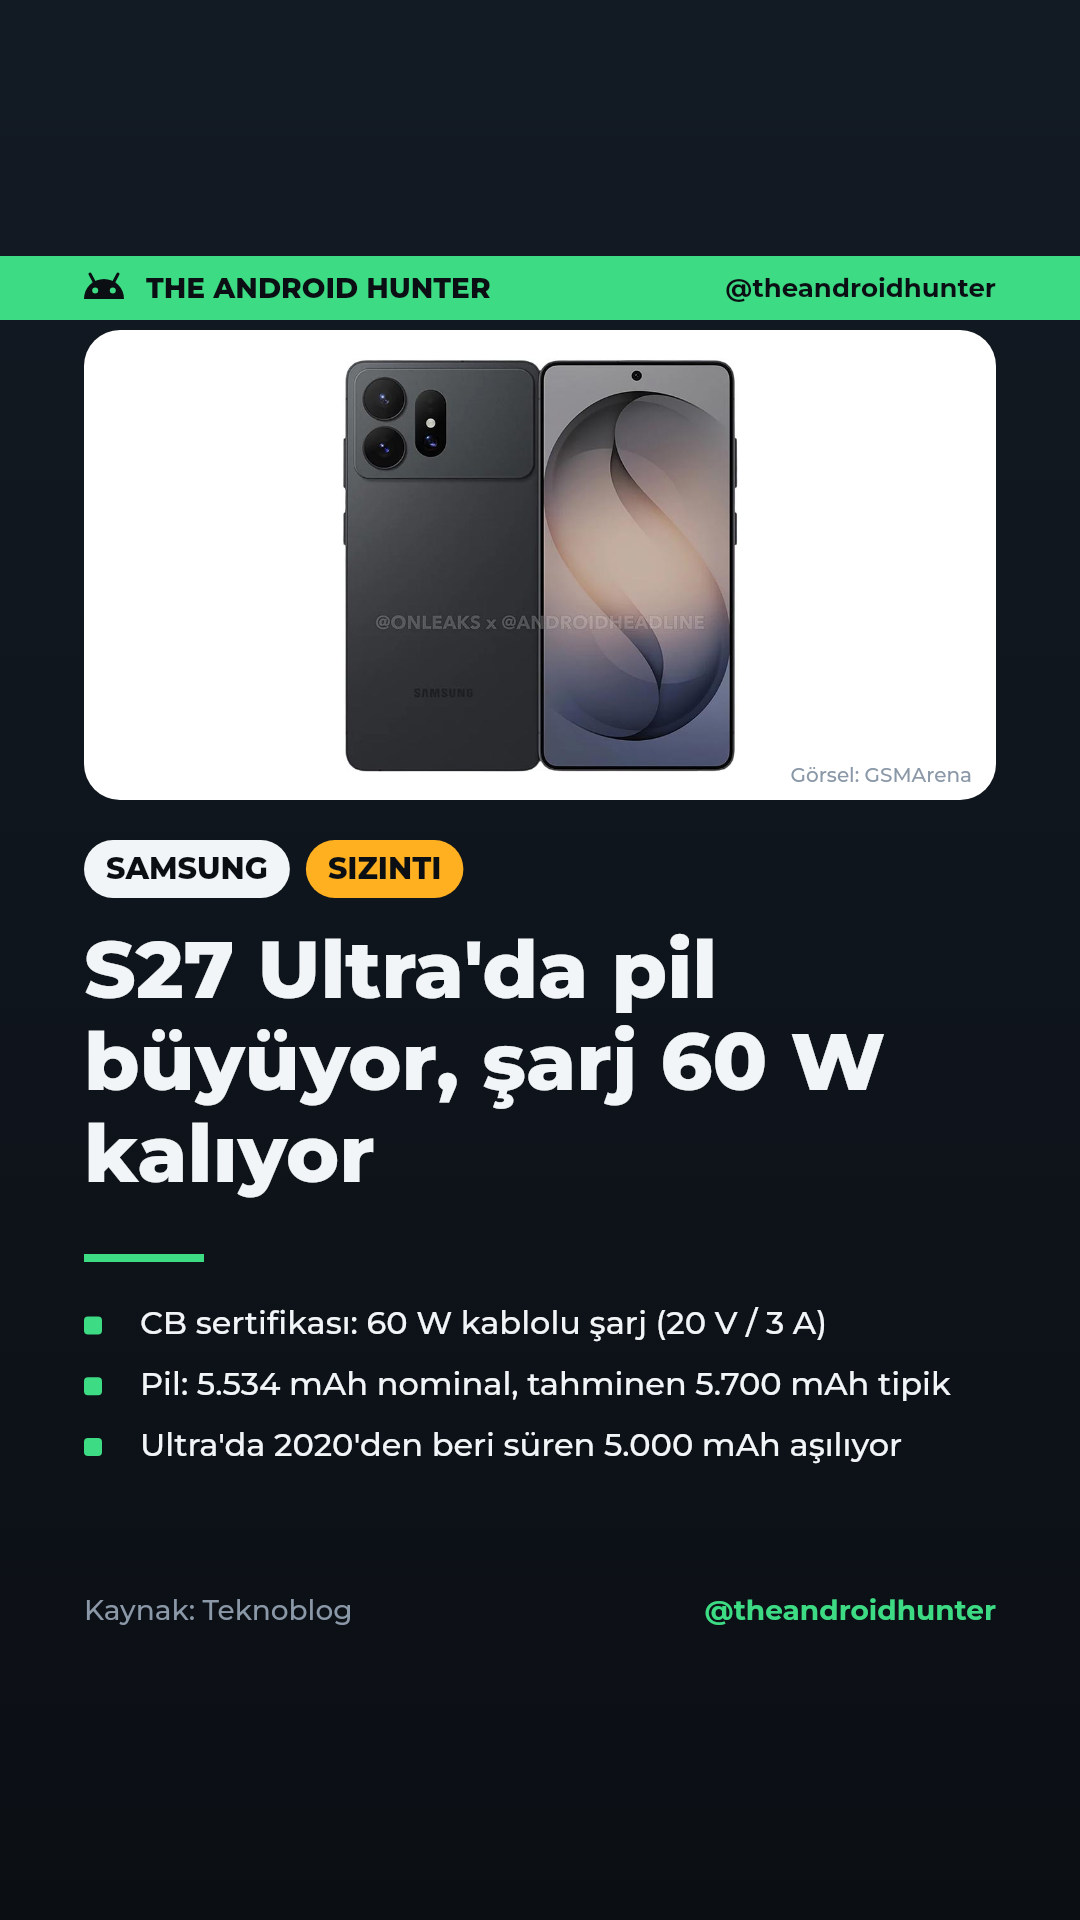 THE ANDROID HUNTER
@theandroidhunter
@ONLEAKS x @ANDROIDHEADLINE
SAMSUNG
Görsel: GSMArena
SAMSUNG
SIZINTI
S27 Ultra'da pil
büyüyor, şarj 60 W
kalıyor
CB sertifikası: 60 W kablolu şarj (20 V / 3 A)
Pil: 5.534 mAh nominal, tahminen 5.700 mAh tipik
Ultra'da 2020'den beri süren 5.000 mAh aşılıyor
Kaynak: Teknoblog
@theandroidhunter